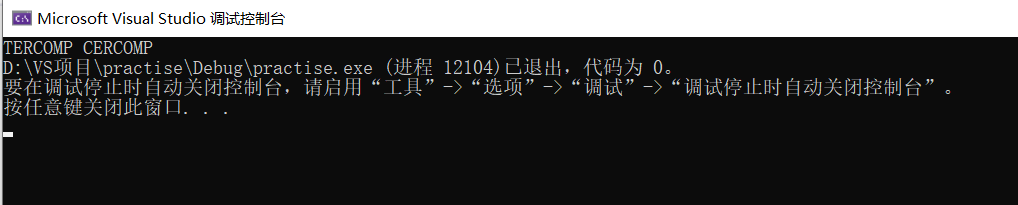 Microsoft Visual Studio 调试控制台
TERCOMP CERCOMP
D:\VS项目\practise\Debug\practise.exe (进程 12104)已退出，代码为 0。
要在调试停止时自动关闭控制台，请启用“工具”->“选项”->“调试”->“调试停止时自动关闭控制台”。
按任意键关闭此窗口. . .